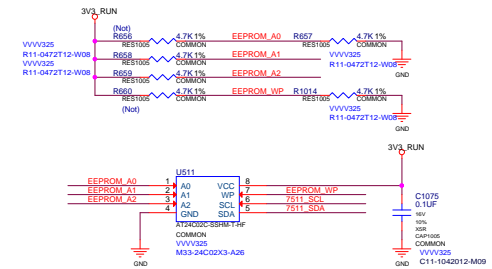 3V3_RUN
(Not)
R656 4.7K 1% EEPROM_A0 R657 4.7K 1%
RES1005 COMMON RES1005 COMMON
VVVV325
R11-0472T12-W08
R658 4.7K 1% EEPROM_A1
RES1005 COMMON
VVVV325
R11-0472T12-W08
GND
VVVV325
R11-0472T12-W08
R659 4.7K 1% EEPROM_A2
RES1005 COMMON
R660 4.7K 1% EEPROM_WP R1014 4.7K 1%
RES1005 COMMON RES1005 COMMON
(Not)
VVVV325
R11-0472T12-W08
GND
3V3_RUN
U511
EEPROM_A0 1 A0 VCC 8
EEPROM_A1 2 A1 WP 7 EEPROM_WP
EEPROM_A2 3 A2 SCL 6 7511_SCL
4 GND SDA 5 7511_SDA
AT24C02C-SSHM-T-HF
COMMON
VVVV325
M33-24C02X3-A26
GND
C1075
0.1UF
16V
10%
X5R
CAP1005
COMMON
VVVV325
C11-1042012-M09
GND